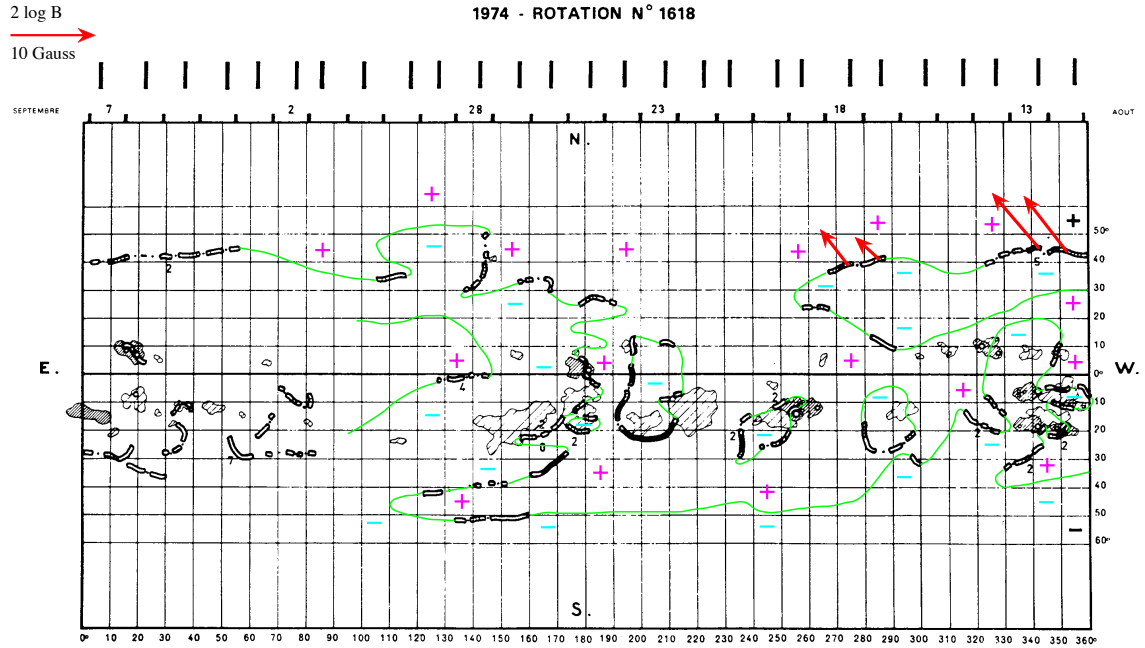 2 log B
1974 - ROTATION N° 1618
10 Gauss
SEPTEMBRE 7 2 28 23 18 13 AOUT
N.
+
+ + + + + + +
50°
− − −
40
2 5
−
30
− +
20
− −
10
+ + + +
E. 0° W.
−
4 − + − −
2
10
−
2 2 − 2 − 2
20
2 −
7 6
30
− + 2 +
− −
40
+ + −
50
− − − −
60°
S.
0° 10 20 30 40 50 60 70 80 90 100 110 120 130 140 150 160 170 180 190 200 210 220 230 240 250 260 270 280 290 300 310 320 330 340 350 360°